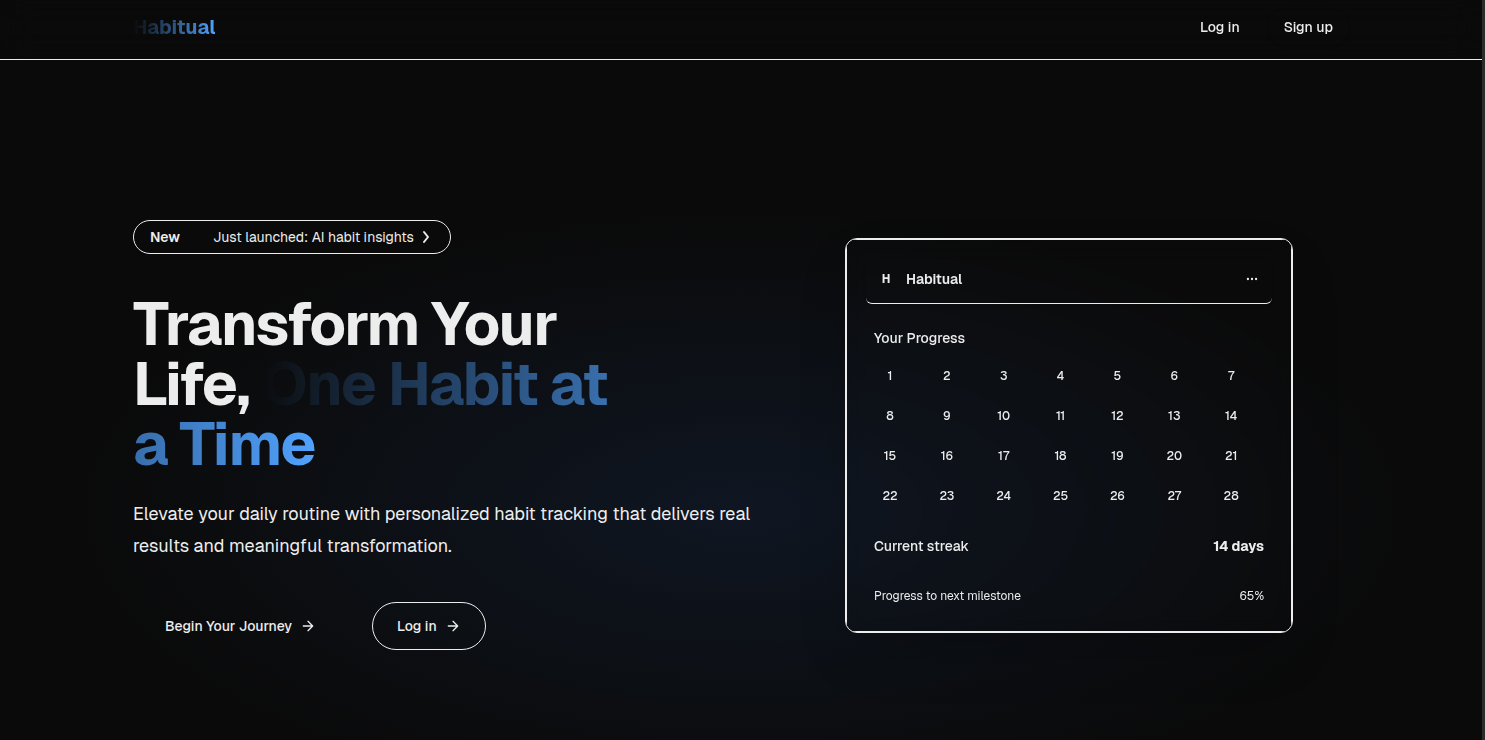 Habitual
Log in
Sign up
New
Just launched: AI habit insights
Transform Your
Life, One Habit at
a Time
Elevate your daily routine with personalized habit tracking that delivers real
results and meaningful transformation.
Begin Your Journey →
Log in →
H Habitual ...
Your Progress
1 2 3 4 5 6 7
8 9 10 11 12 13 14
15 16 17 18 19 20 21
22 23 24 25 26 27 28
Current streak 14 days
Progress to next milestone 65%